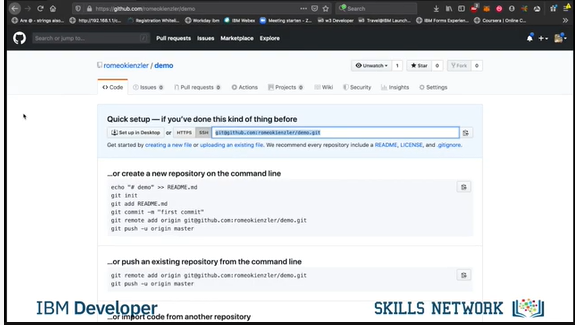 https://github.com/romeokienzler/demo
Search
http://192.168.1.1/c...
Registration Whitelabel...
Workday ibm
IBM Webex
Meeting center - Z...
w3 Developer
Travel@IBM Launch...
IBM Forms Experien...
Coursera | Online C...
Search or jump to...
Pull requests Issues Marketplace Explore
romeokienzler / demo
Unwatch 1 Star 0 Fork 0
Code Issues 0 Pull requests 0 Actions Projects 0 Wiki Security Insights Settings
Quick setup — if you've done this kind of thing before
Set up in Desktop or HTTPS SSH git@github.com:romeokienzler/demo.git
Get started by creating a new file or uploading an existing file. We recommend every repository include a README, LICENSE, and .gitignore.
...or create a new repository on the command line
echo "# demo" >> README.md
git init
git add README.md
git commit -m "first commit"
git remote add origin git@github.com:romeokienzler/demo.git
git push -u origin master
...or push an existing repository from the command line
git remote add origin git@github.com:romeokienzler/demo.git
git push -u origin master
...or import code from another repository
IBM Developer
SKILLS NETWORK